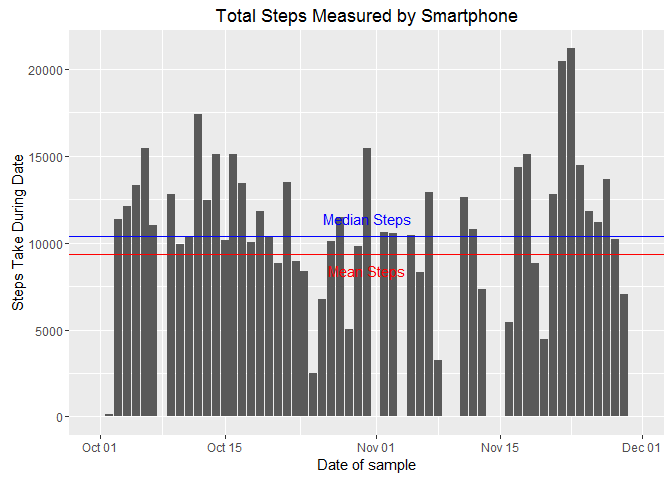 Total Steps Measured by Smartphone
Steps Take During Date
20000
15000
10000
5000
0
Median Steps
Mean Steps
Oct 01
Oct 15
Nov 01
Nov 15
Dec 01
Date of sample